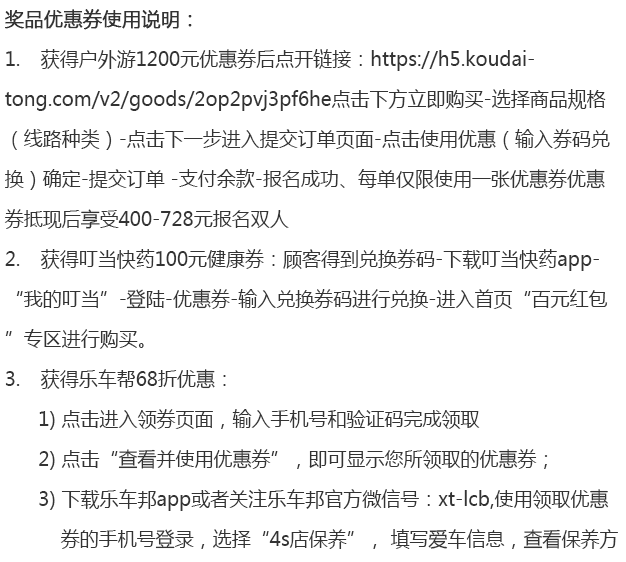 奖品优惠券使用说明：
1. 获得户外游1200元优惠券后点开链接：https://h5.koudai-
tong.com/v2/goods/2op2pvj3pf6he点击下方立即购买-选择商品规格
（线路种类）-点击下一步进入提交订单页面-点击使用优惠（输入券码兑
换）确定-提交订单 -支付余款-报名成功、每单仅限使用一张优惠券优惠
券抵现后享受400-728元报名双人
2. 获得叮当快药100元健康券：顾客得到兑换券码-下载叮当快药app-
“我的叮当”-登陆-优惠券-输入兑换券码进行兑换-进入首页“百元红包
”专区进行购买。
3. 获得乐车帮68折优惠：
1) 点击进入领券页面，输入手机号和验证码完成领取
2) 点击“查看并使用优惠券”，即可显示您所领取的优惠券；
3) 下载乐车邦app或者关注乐车邦官方微信号：xt-lcb,使用领取优惠
券的手机号登录，选择“4s店保养”， 填写爱车信息，查看保养方